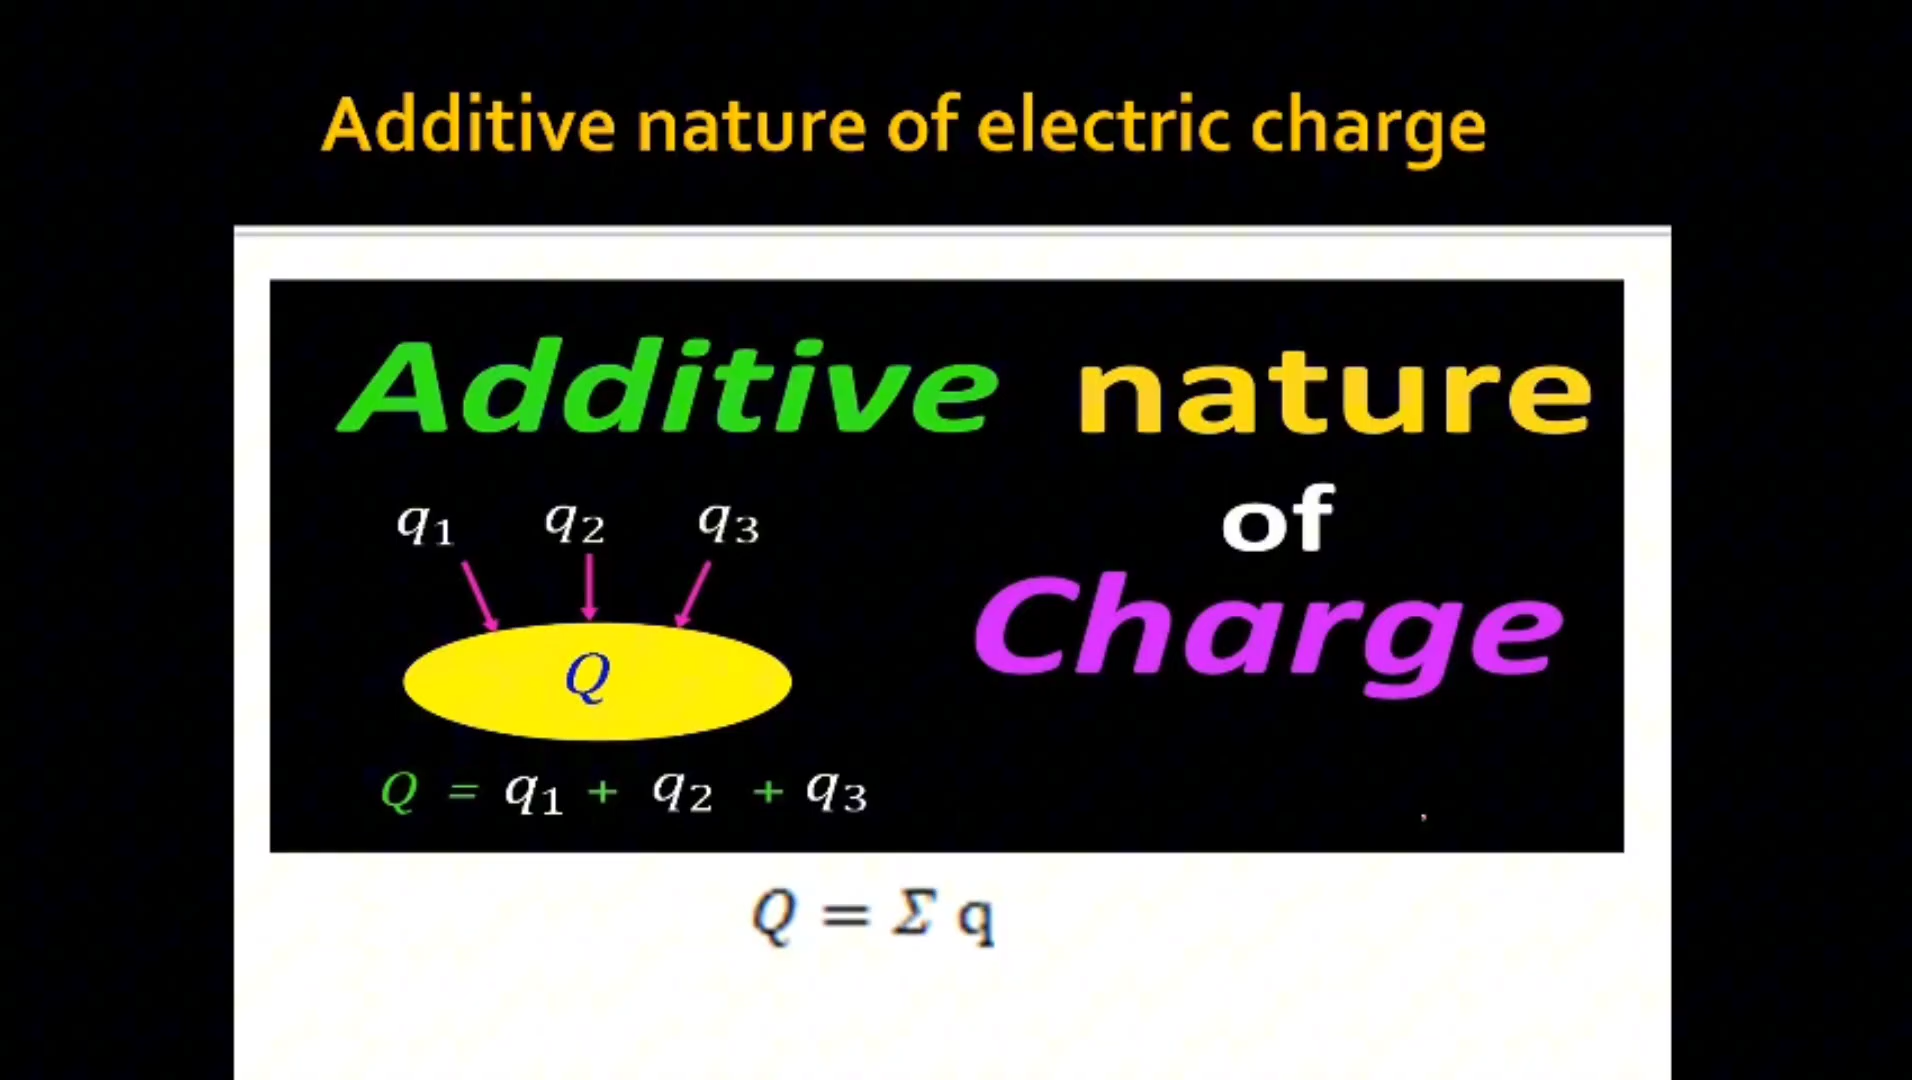 Additive nature of electric charge
Additive nature
of
Charge
q1 q2 q3
Q
Q = q1 + q2 + q3
Q = Σ q